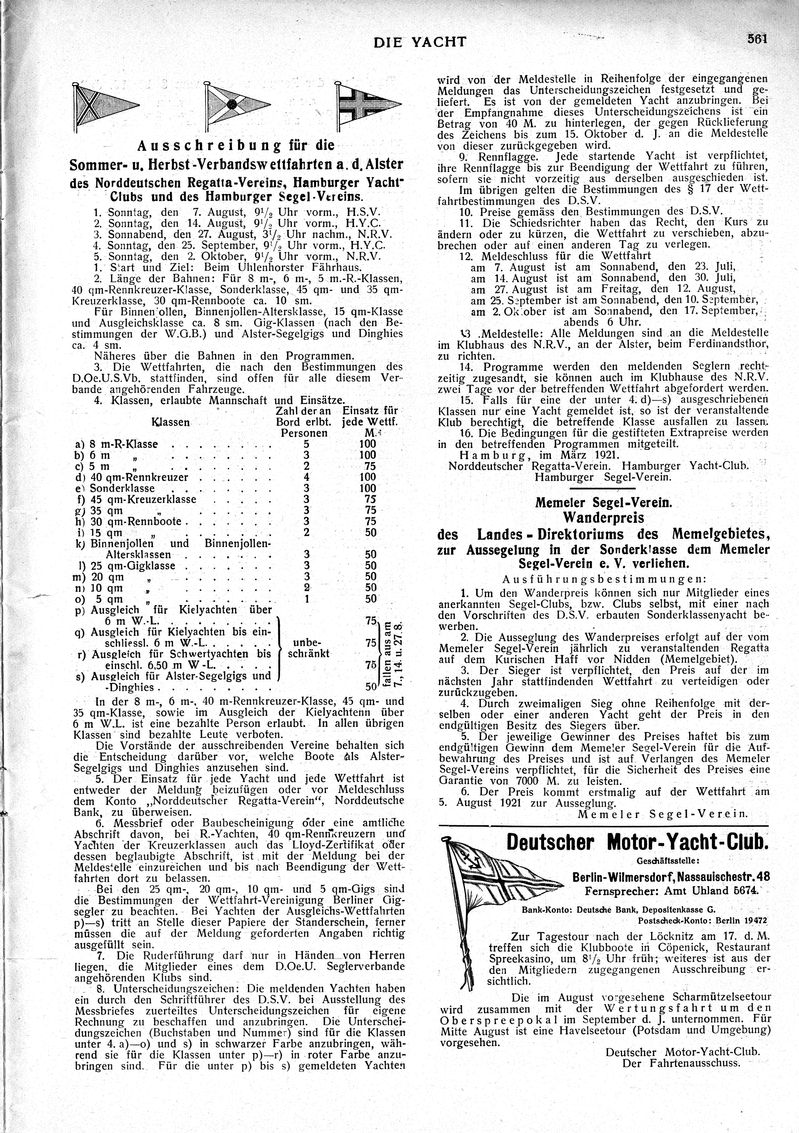 DIE YACHT
561
Ausschreibung für die
Sommer- u. Herbst-Verbandswettfahrten a. d. Alster
des Norddeutschen Regatta-Vereins, Hamburger Yacht-
Clubs und des Hamburger Segel-Vereins.
1. Sonntag, den 7. August, 9¹/₂ Uhr vorm., H.S.V.
2. Sonntag, den 14. August, 9¹/₂ Uhr vorm., H.Y.C.
3. Sonnabend, den 27. August, 3¹/₂ Uhr nachm., N.R.V.
4. Sonntag, den 25. September, 9¹/₂ Uhr vorm., H.Y.C.
5. Sonntag, den 2. Oktober, 9¹/₂ Uhr vorm., N.R.V.
1. Start und Ziel: Beim Uhlenhorster Fährhaus.
2. Länge der Bahnen: Für 8 m-, 6 m-, 5 m.-R.-Klassen,
40 qm-Rennkreuzer-Klasse, Sonderklasse, 45 qm- und 35 qm-
Kreuzerklasse, 30 qm-Rennboote ca. 10 sm.
Für Binnenjollen, Binnenjollen-Altersklasse, 15 qm-Klasse
und Ausgleichsklasse ca. 8 sm. Gig-Klassen (nach den Be-
stimmungen der W.G.B.) und Alster-Segelgigs und Dinghies
ca. 4 sm.
Näheres über die Bahnen in den Programmen.
3. Die Wettfahrten, die nach den Bestimmungen des
D.Oe.U.S.Vb. stattfinden, sind offen für alle diesem Ver-
bande angehörenden Fahrzeuge.
4. Klassen, erlaubte Mannschaft und Einsätze.
Klassen Zahl der an Bord erlbt. Personen Einsatz für jede Wettf. M.
a) 8 m-R-Klasse . . . . . . . . 5 100
b) 6 m „ . . . . . . . . 3 100
c) 5 m „ . . . . . . . . 2 75
d) 40 qm-Rennkreuzer . . . . . . 4 100
e) Sonderklasse . . . . . . . . 3 100
f) 45 qm-Kreuzerklasse . . . . . 3 75
g) 35 qm „ . . . . . 3 75
h) 30 qm-Rennboote . . . . . . . 3 75
i) 15 qm „ . . . . . . . 2 50
k) Binnenjollen und Binnenjollen-
Altersklassen . . . . . . . 3 50
l) 25 qm-Gigklasse . . . . . . . 3 50
m) 20 qm „ . . . . . . . 3 50
n) 10 qm „ . . . . . . . 2 50
o) 5 qm „ . . . . . . . 1 50
p) Ausgleich für Kielyachten über
6 m W.-L. . . . . . . . 75
q) Ausgleich für Kielyachten bis ein-
schliessl. 6 m W.-L. . . . . . unbe- 75
r) Ausgleich für Schwertyachten bis schränkt
einschl. 6.50 m W-L. . . . . 75
s) Ausgleich für Alster-Segelgigs und
-Dinghies . . . . . . . . 50
fallen aus am
7., 14. u. 27. 8.
In der 8 m-, 6 m-, 40 m-Rennkreuzer-Klasse, 45 qm- und
35 qm-Klasse, sowie im Ausgleich der Kielyachtenn über
6 m W.L. ist eine bezahlte Person erlaubt. In allen übrigen
Klassen sind bezahlte Leute verboten.
Die Vorstände der ausschreibenden Vereine behalten sich
die Entscheidung darüber vor, welche Boote als Alster-
Segelgigs und Dinghies anzusehen sind.
5. Der Einsatz für jede Yacht und jede Wettfahrt ist
entweder der Meldung beizufügen oder vor Meldeschluss
dem Konto „Norddeutscher Regatta-Verein“, Norddeutsche
Bank, zu überweisen.
6. Messbrief oder Baubescheinigung oder eine amtliche
Abschrift davon, bei R.-Yachten, 40 qm-Rennkreuzern und
Yachten der Kreuzerklassen auch das Lloyd-Zertifikat oder
dessen beglaubigte Abschrift, ist mit der Meldung bei der
Meldestelle einzureichen und bis nach Beendigung der Wett-
fahrten dort zu belassen.
Bei den 25 qm-, 20 qm-, 10 qm- und 5 qm-Gigs sind
die Bestimmungen der Wettfahrt-Vereinigung Berliner Gig-
segler zu beachten. Bei Yachten der Ausgleichs-Wettfahrten
p)—s) tritt an Stelle dieser Papiere der Standerschein, ferner
müssen die auf der Meldung geforderten Angaben richtig
ausgefüllt sein.
7. Die Ruderführung darf nur in Händen von Herren
liegen, die Mitglieder eines dem D.Oe.U. Seglerverbande
angehörenden Klubs sind.
8. Unterscheidungszeichen: Die meldenden Yachten haben
ein durch den Schriftführer des D.S.V. bei Ausstellung des
Messbriefes zuerteiltes Unterscheidungszeichen für eigene
Rechnung zu beschaffen und anzubringen. Die Unterschei-
dungszeichen (Buchstaben und Nummer) sind für die Klassen
unter 4. a)—o) und s) in schwarzer Farbe anzubringen, wäh-
rend sie für die Klassen unter p)—r) in roter Farbe anzu-
bringen sind. Für die unter p) bis s) gemeldeten Yachten
wird von der Meldestelle in Reihenfolge der eingegangenen
Meldungen das Unterscheidungszeichen festgesetzt und ge-
liefert. Es ist von der gemeldeten Yacht anzubringen. Bei
der Empfangnahme dieses Unterscheidungszeichens ist ein
Betrag von 40 M. zu hinterlegen, der gegen Rücklieferung
des Zeichens bis zum 15. Oktober d. J. an die Meldestelle
von dieser zurückgegeben wird.
9. Rennflagge. Jede startende Yacht ist verpflichtet,
ihre Rennflagge bis zur Beendigung der Wettfahrt zu führen,
sofern sie nicht vorzeitig aus derselben ausgeschieden ist.
Im übrigen gelten die Bestimmungen des § 17 der Wett-
fahrtbestimmungen des D.S.V.
10. Preise gemäss den Bestimmungen des D.S.V.
11. Die Schiedsrichter haben das Recht, den Kurs zu
ändern oder zu kürzen, die Wettfahrt zu verschieben, abzu-
brechen oder auf einen anderen Tag zu verlegen.
12. Meldeschluss für die Wettfahrt
am 7. August ist am Sonnabend, den 23. Juli,
am 14. August ist am Sonnabend, den 30. Juli,
am 27. August ist am Freitag, den 12. August,
am 25. September ist am Sonnabend, den 10. September,
am 2. Oktober ist am Sonnabend, den 17. September,
abends 6 Uhr.
13. Meldestelle: Alle Meldungen sind an die Meldestelle
im Klubhaus des N.R.V., an der Alster, beim Ferdinandsthor,
zu richten.
14. Programme werden den meldenden Seglern recht-
zeitig zugesandt, sie können auch im Klubhause des N.R.V.
zwei Tage vor der betreffenden Wettfahrt abgefordert werden.
15. Falls für eine der unter 4. d)—s) ausgeschriebenen
Klassen nur eine Yacht gemeldet ist, so ist der veranstaltende
Klub berechtigt, die betreffende Klasse ausfallen zu lassen.
16. Die Bedingungen für die gestifteten Extrapreise werden
in den betreffenden Programmen mitgeteilt.
Hamburg, im März 1921.
Norddeutscher Regatta-Verein. Hamburger Yacht-Club.
Hamburger Segel-Verein.
Memeler Segel-Verein.
Wanderpreis
des Landes-Direktoriums des Memelgebietes,
zur Aussegelung in der Sonderklasse dem Memeler
Segel-Verein e. V. verliehen.
Ausführungsbestimmungen:
1. Um den Wanderpreis können sich nur Mitglieder eines
anerkannten Segel-Clubs, bzw. Clubs selbst, mit einer nach
den Vorschriften des D.S.V. erbauten Sonderklassenyacht be-
werben.
2. Die Ausseglung des Wanderpreises erfolgt auf der vom
Memeler Segel-Verein jährlich zu veranstaltenden Regatta
auf dem Kurischen Haff vor Nidden (Memelgebiet).
3. Der Sieger ist verpflichtet, den Preis auf der im
nächsten Jahr stattfindenden Wettfahrt zu verteidigen oder
zurückzugeben.
4. Durch zweimaligen Sieg ohne Reihenfolge mit der-
selben oder einer anderen Yacht geht der Preis in den
endgültigen Besitz des Siegers über.
5. Der jeweilige Gewinner des Preises haftet bis zum
endgültigen Gewinn dem Memeler Segel-Verein für die Auf-
bewahrung des Preises und ist auf Verlangen des Memeler
Segel-Vereins verpflichtet, für die Sicherheit des Preises eine
Garantie von 7000 M. zu leisten.
6. Der Preis kommt erstmalig auf der Wettfahrt am
5. August 1921 zur Ausseglung.
Memeler Segel-Verein.
Deutscher Motor-Yacht-Club.
Geschäftsstelle:
Berlin-Wilmersdorf, Nassauischestr. 48
Fernsprecher: Amt Uhland 5674.
Bank-Konto: Deutsche Bank, Depositenkasse G.
Postscheck-Konto: Berlin 19472
Zur Tagestour nach der Löcknitz am 17. d. M.
treffen sich die Klubboote in Cöpenick, Restaurant
Spreekasino, um 8¹/₂ Uhr früh; weiteres ist aus der
den Mitgliedern zugegangenen Ausschreibung er-
sichtlich.
Die im August vorgesehene Scharmützelseetour
wird zusammen mit der Wertungsfahrt um den
Oberspreepokal im September d. J. unternommen. Für
Mitte August ist eine Havelseetour (Potsdam und Umgebung)
vorgesehen.
Deutscher Motor-Yacht-Club.
Der Fahrtenausschuss.